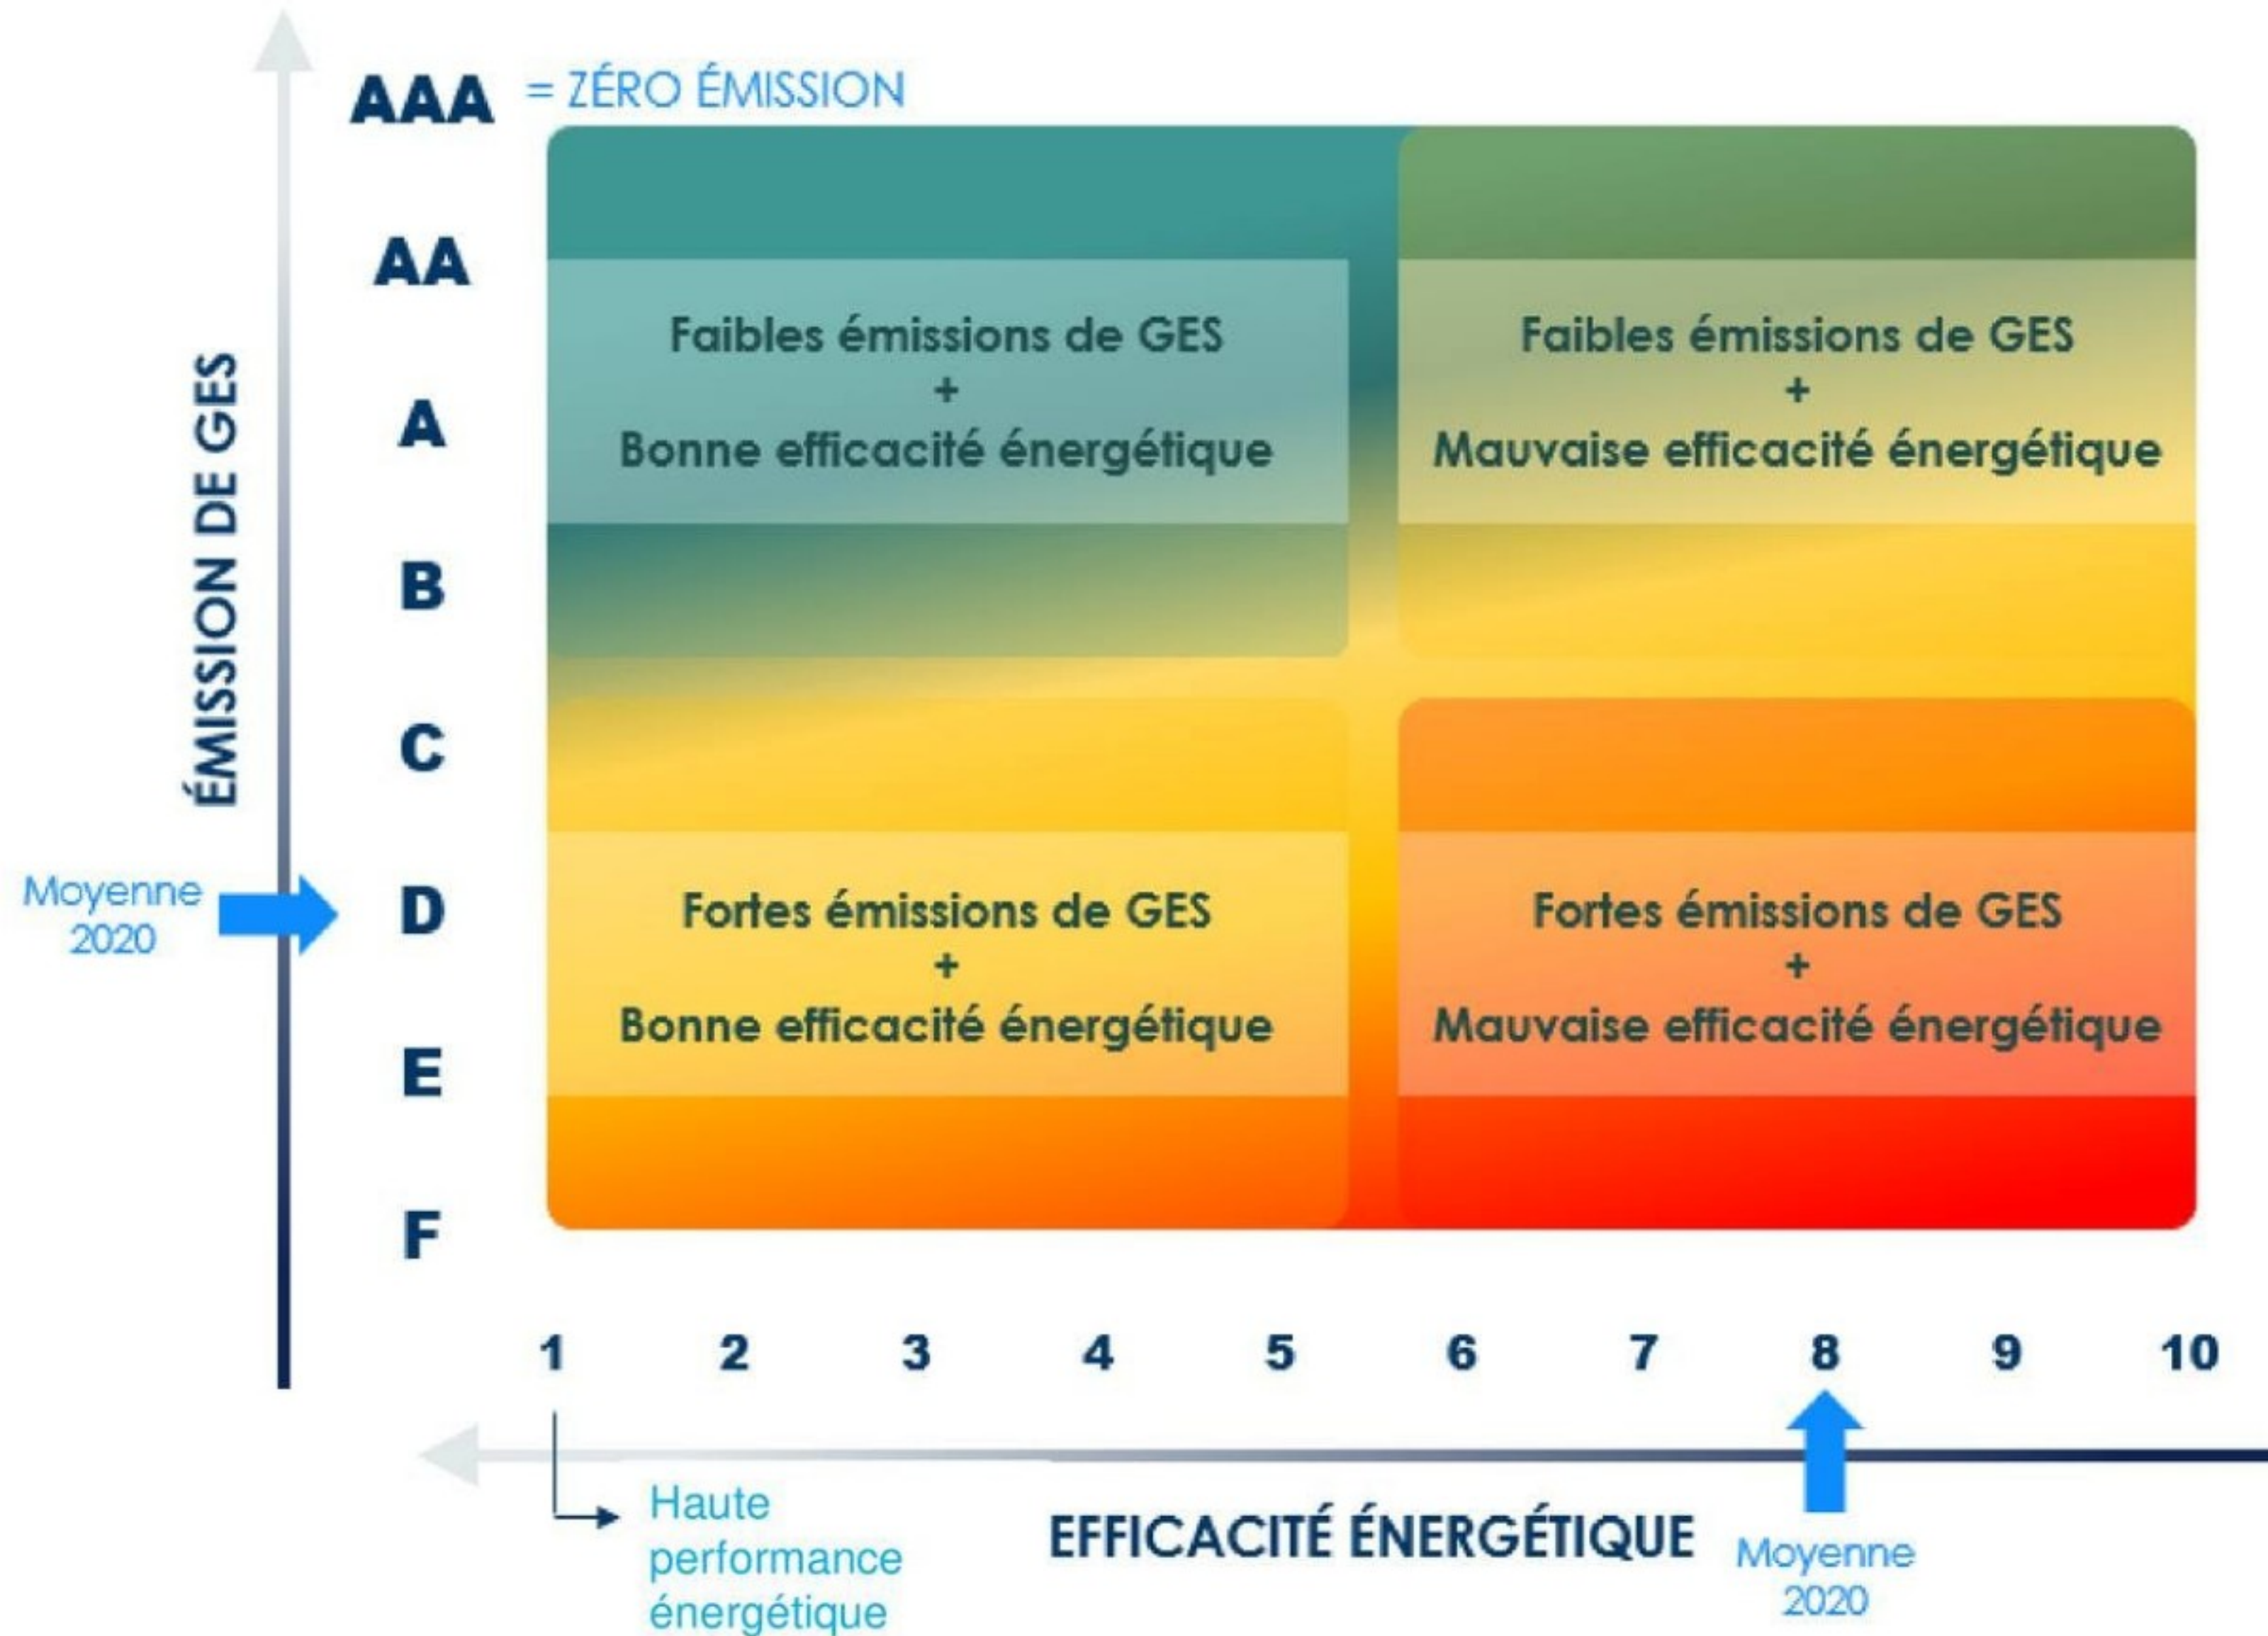 AAA = ZÉRO ÉMISSION
AA
A
B
C
D
E
F
ÉMISSION DE GES
Moyenne
2020
Faibles émissions de GES
+
Bonne efficacité énergétique
Faibles émissions de GES
+
Mauvaise efficacité énergétique
Fortes émissions de GES
+
Bonne efficacité énergétique
Fortes émissions de GES
+
Mauvaise efficacité énergétique
1 2 3 4 5 6 7 8 9 10
Haute
performance
énergétique
EFFICACITÉ ÉNERGÉTIQUE
Moyenne
2020